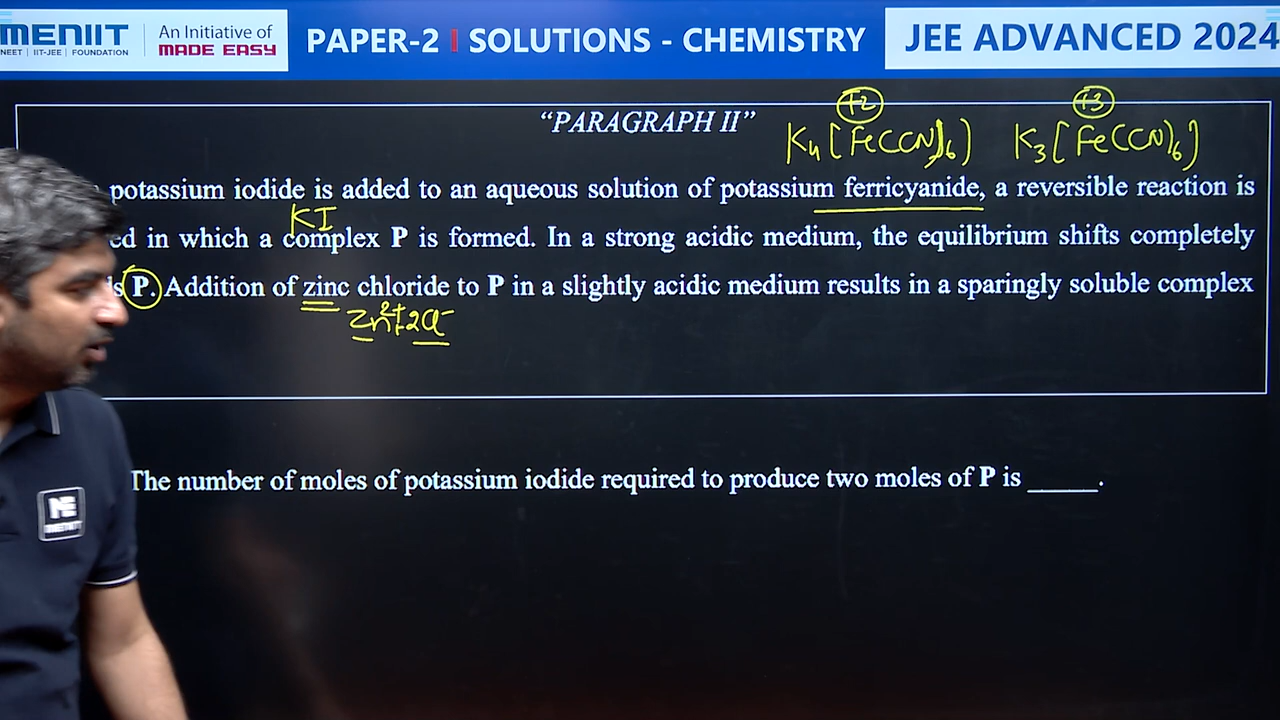 MENIIT
NEET | IIT-JEE | FOUNDATION
An Initiative of
MADE EASY
PAPER-2 | SOLUTIONS - CHEMISTRY
JEE ADVANCED 2024
+2
+3
“PARAGRAPH II”
K4[Fe(CN)6]
K3[Fe(CN)6]
potassium iodide is added to an aqueous solution of potassium ferricyanide, a reversible reaction is
KI
ed in which a complex P is formed. In a strong acidic medium, the equilibrium shifts completely
s P. Addition of zinc chloride to P in a slightly acidic medium results in a sparingly soluble complex
Zn2++2Cl-
The number of moles of potassium iodide required to produce two moles of P is _____.
MENIIT